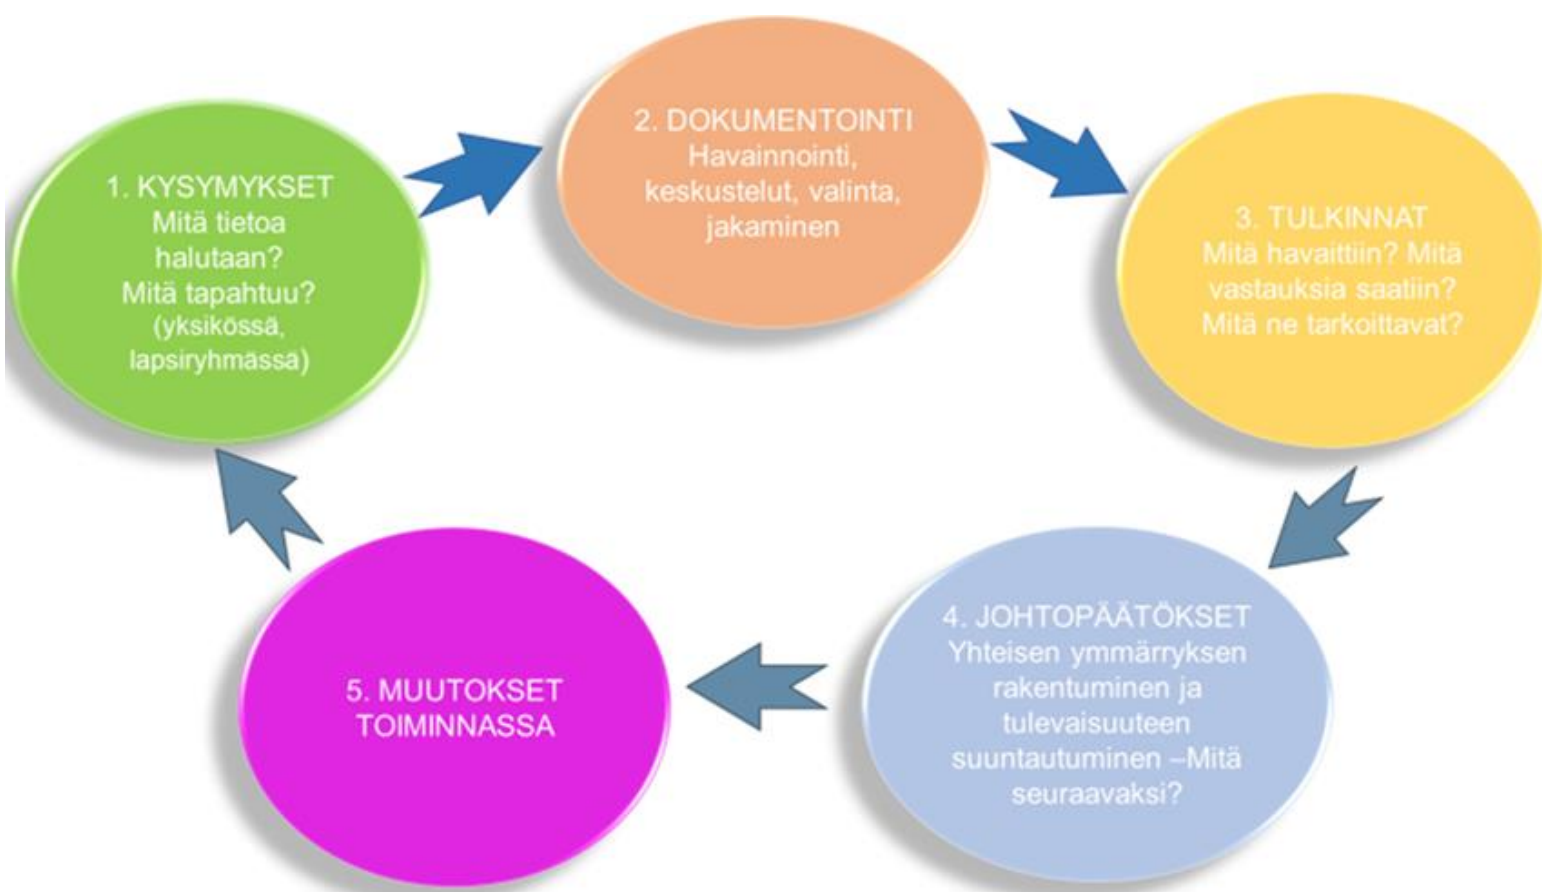 1. KYSYMYKSET
Mitä tietoa
halutaan?
Mitä tapahtuu?
(yksikössä,
lapsiryhmässä)
2. DOKUMENTOINTI
Havainnointi,
keskustelut, valinta,
jakaminen
3. TULKINNAT
Mitä havaittiin? Mitä
vastauksia saatiin?
Mitä ne tarkoittavat?
4. JOHTOPÄÄTÖKSET
Yhteisen ymmärryksen
rakentuminen ja
tulevaisuuteen
suuntautuminen –Mitä
seuraavaksi?
5. MUUTOKSET
TOIMINNASSA